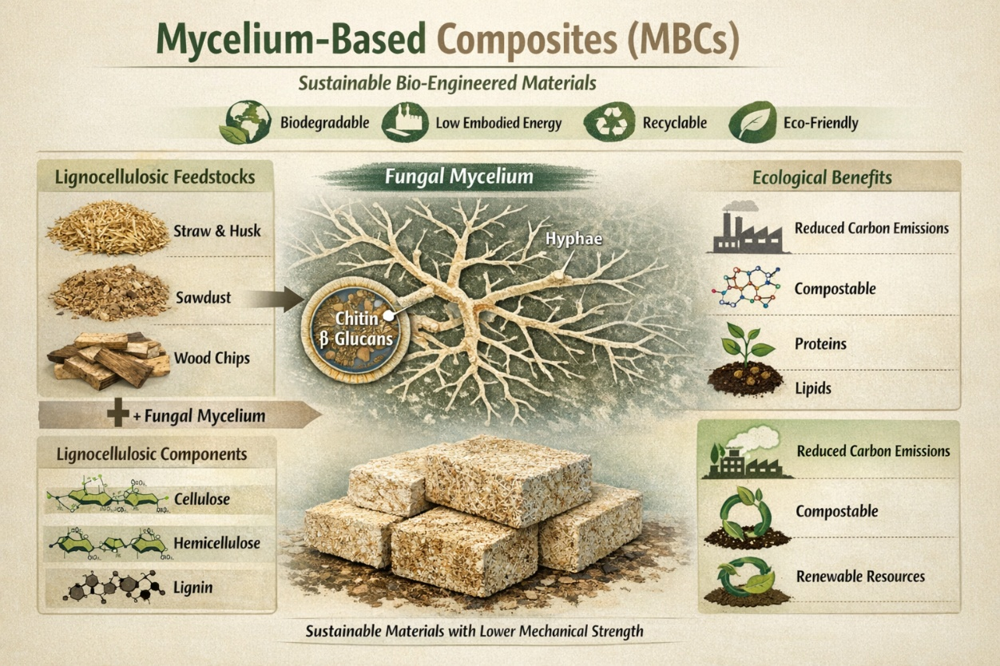 Mycelium-Based Composites (MBCs)
Sustainable Bio-Engineered Materials
Biodegradable
Low Embodied Energy
Recyclable
Eco-Friendly
Lignocellulosic Feedstocks
Straw & Husk
Sawdust
Wood Chips
+ Fungal Mycelium
Lignocellulosic Components
Cellulose
Hemicellulose
Lignin
Fungal Mycelium
Hyphae
Chitin
β Glucans
Sustainable Materials with Lower Mechanical Strength
Ecological Benefits
Reduced Carbon Emissions
Compostable
Proteins
Lipids
Reduced Carbon Emissions
Compostable
Renewable Resources